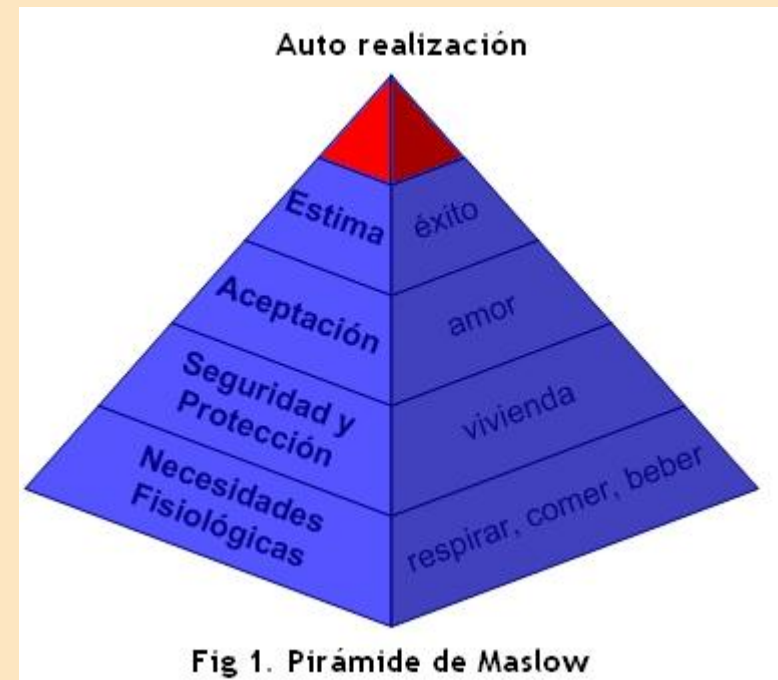 Auto realización
Estima
éxito
Aceptación
amor
Seguridad y
Protección
vivienda
Necesidades
Fisiológicas
respirar, comer, beber
Fig 1. Pirámide de Maslow